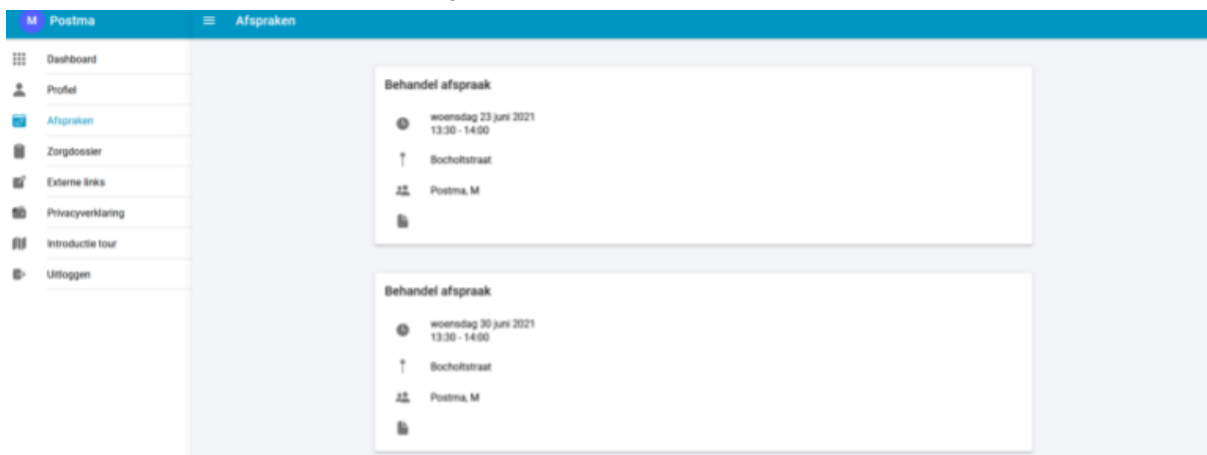 M Postma
Afspraken
Dashboard
Profiel
Afspraken
Zorgdossier
Externe links
Privacyverklaring
Introductie tour
Uitloggen
Behandel afspraak
woensdag 23 juni 2021
13:30 - 14:00
Bocholtstraat
Postma, M
Behandel afspraak
woensdag 30 juni 2021
13:30 - 14:00
Bocholtstraat
Postma, M